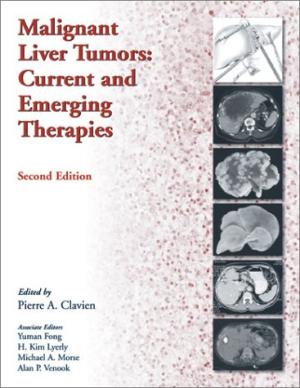 Malignant
Liver Tumors:
Current and
Emerging
Therapies
Second Edition
Edited by
Pierre A. Clavien
Associate Editors
Yuman Fong
H. Kim Lyerly
Michael A. Morse
Alan P. Venook